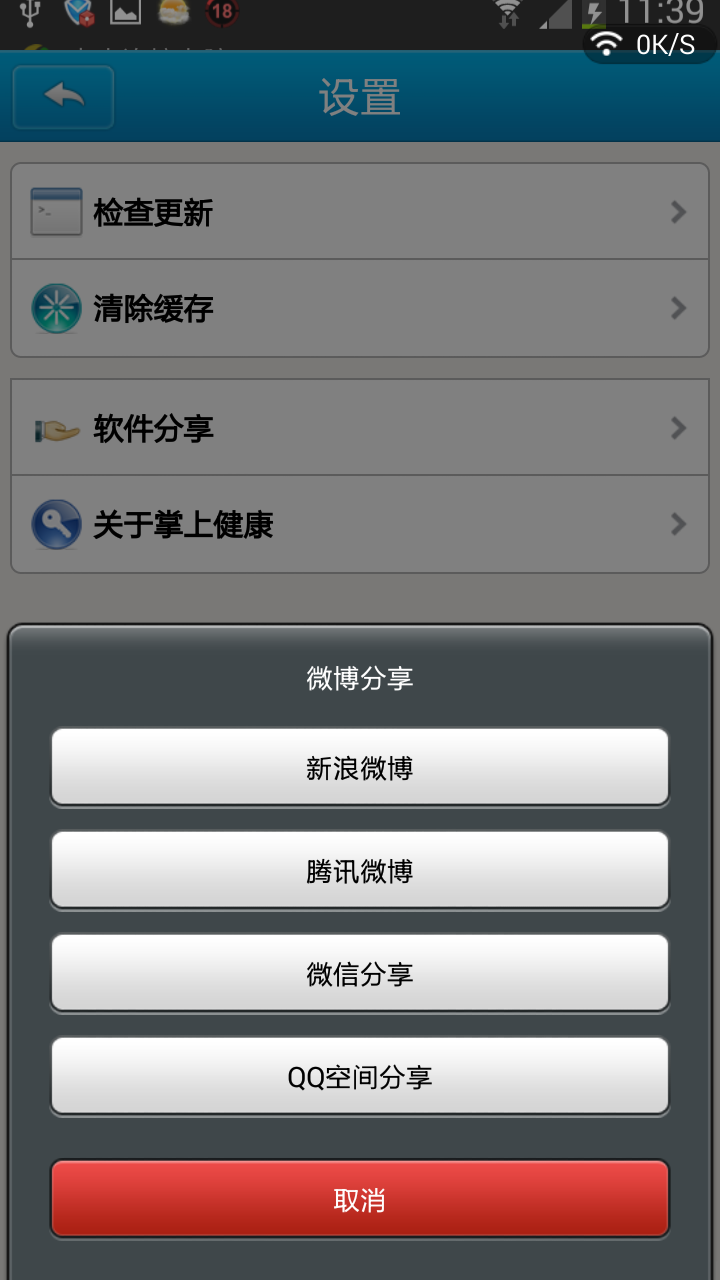 18
11:39
0K/S
设置
检查更新
清除缓存
软件分享
关于掌上健康
微博分享
新浪微博
腾讯微博
微信分享
QQ空间分享
取消